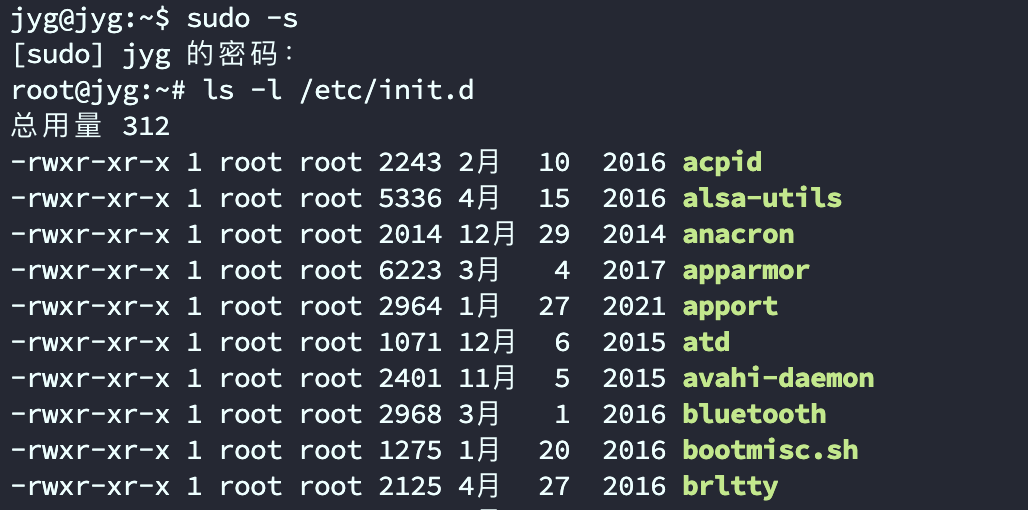 jyg@jyg:~$ sudo -s
[sudo] jyg 的密码：
root@jyg:~# ls -l /etc/init.d
总用量 312
-rwxr-xr-x 1 root root 2243 2月  10  2016 acpid
-rwxr-xr-x 1 root root 5336 4月  15  2016 alsa-utils
-rwxr-xr-x 1 root root 2014 12月 29  2014 anacron
-rwxr-xr-x 1 root root 6223 3月   4  2017 apparmor
-rwxr-xr-x 1 root root 2964 1月  27  2021 apport
-rwxr-xr-x 1 root root 1071 12月  6  2015 atd
-rwxr-xr-x 1 root root 2401 11月  5  2015 avahi-daemon
-rwxr-xr-x 1 root root 2968 3月   1  2016 bluetooth
-rwxr-xr-x 1 root root 1275 1月  20  2016 bootmisc.sh
-rwxr-xr-x 1 root root 2125 4月  27  2016 brltty